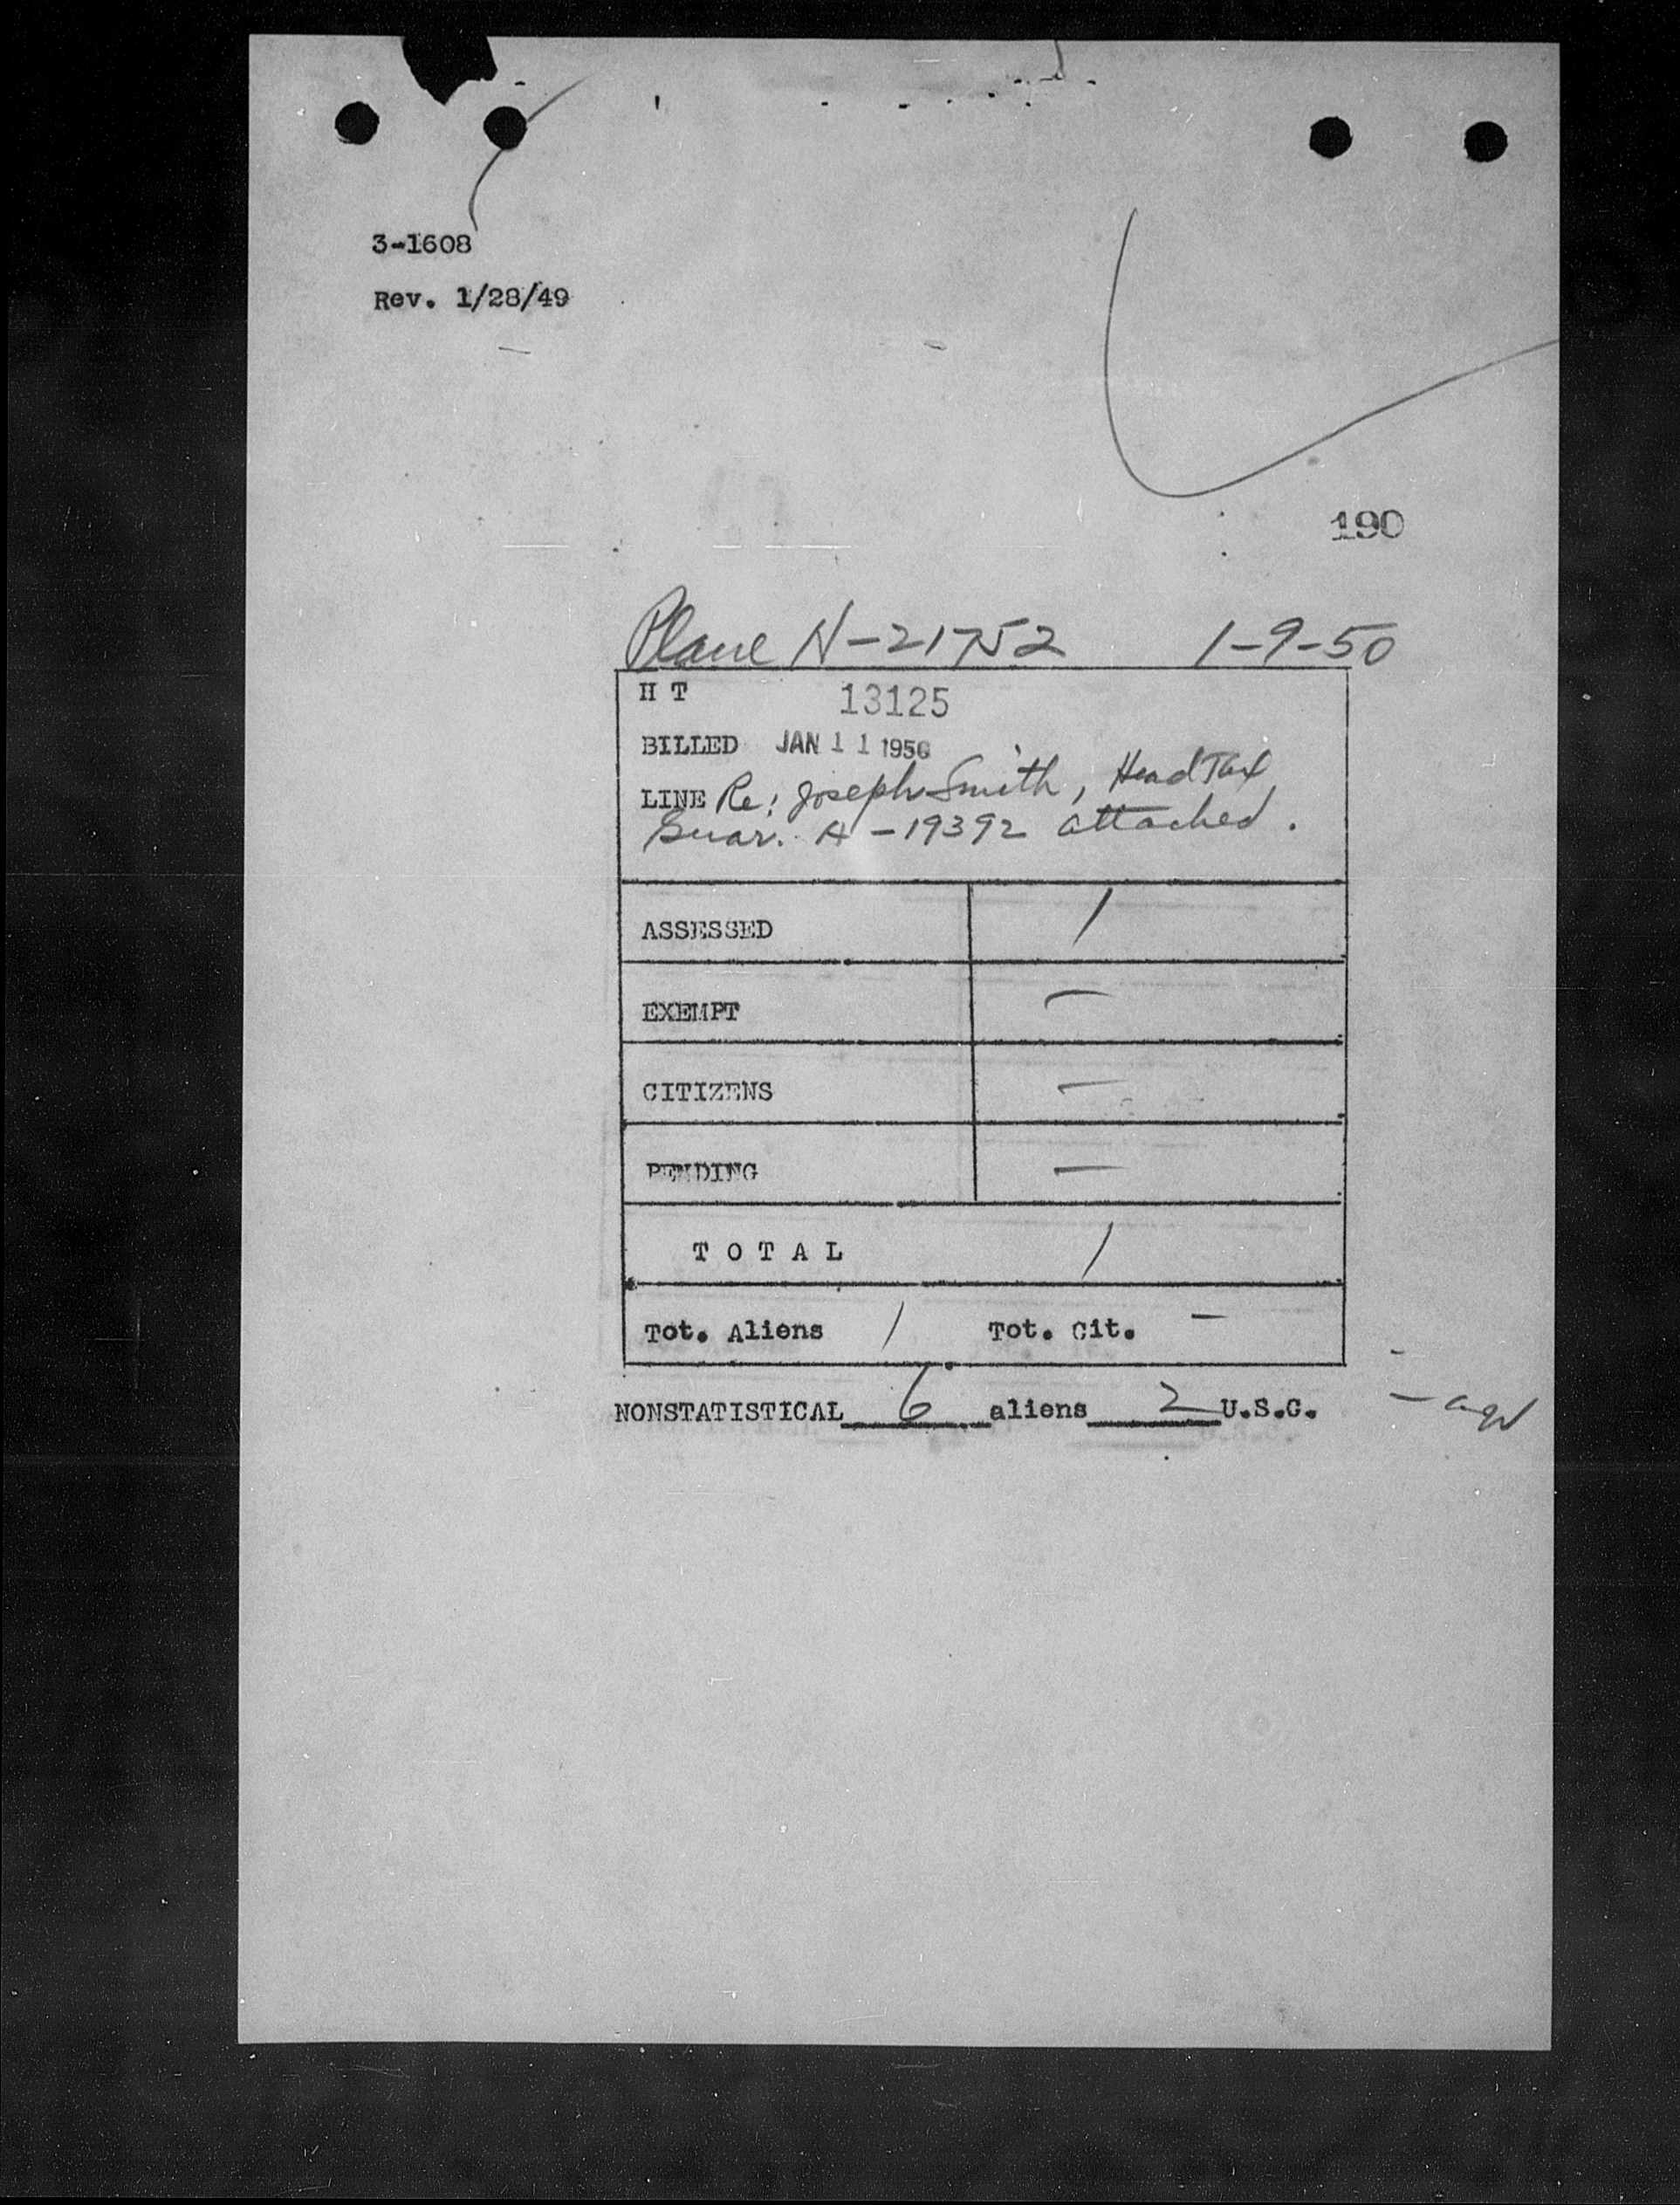 3-1608
Rev. 1/28/49
190
Plane N-21752 1-9-50
H T 13125
BILLED JAN 11 1950
LINE Re: Joseph Smith, Head Tax
Guar. A-19392 attached.
ASSESSED 1
EXEMPT —
CITIZENS —
PENDING —
TOTAL 1
Tot. Aliens 1 Tot. Cit. —
NONSTATISTICAL 6 aliens 2 U.S.C.